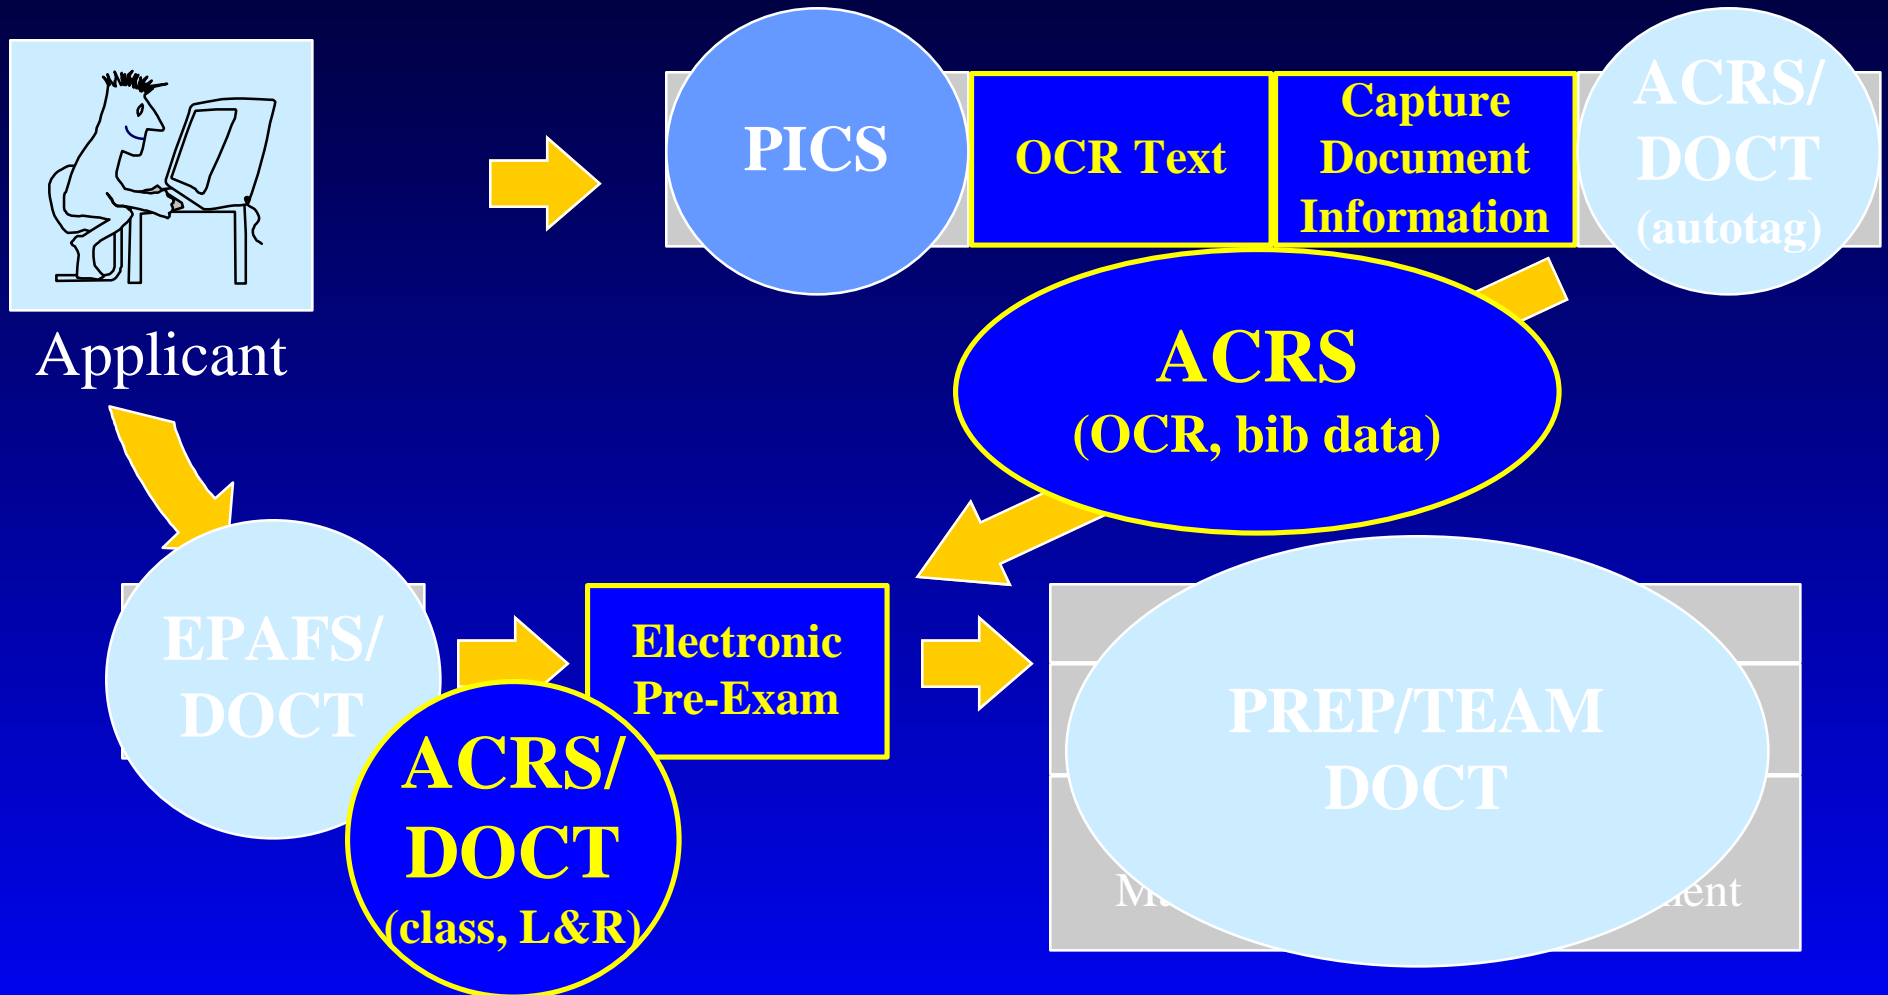 Applicant
PICS
OCR Text
Capture
Document
Information
ACRS/
DOCT
(autotag)
ACRS
(OCR, bib data)
EPAFS/
DOCT
Electronic
Pre-Exam
ACRS/
DOCT
(class, L&R)
PREP/TEAM
DOCT